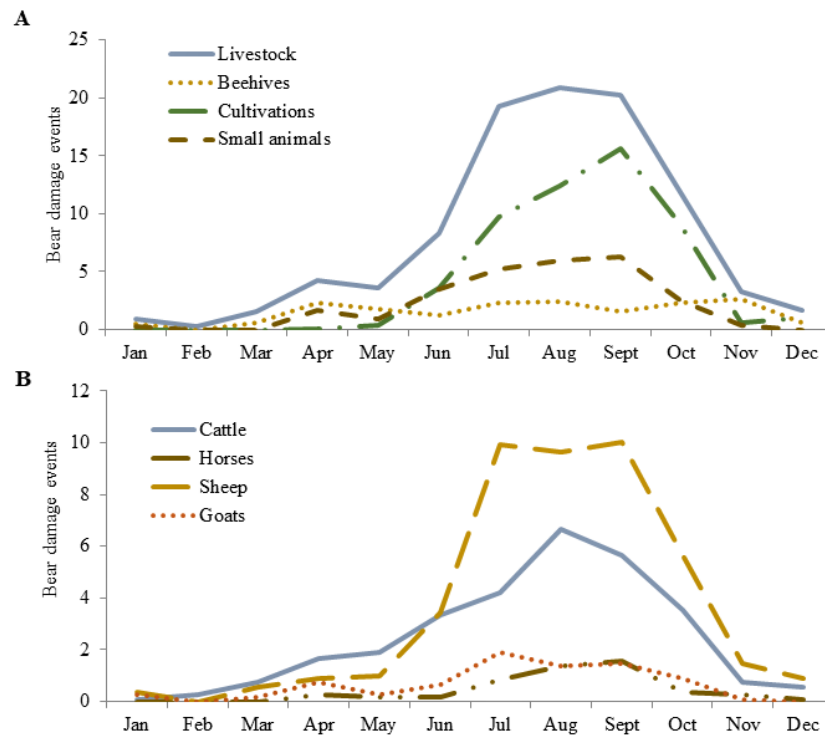 A
Bear damage events
25
20
15
10
5
0
Livestock
Beehives
Cultivations
Small animals
Jan Feb Mar Apr May Jun Jul Aug Sept Oct Nov Dec
B
Bear damage events
12
10
8
6
4
2
0
Cattle
Horses
Sheep
Goats
Jan Feb Mar Apr May Jun Jul Aug Sept Oct Nov Dec